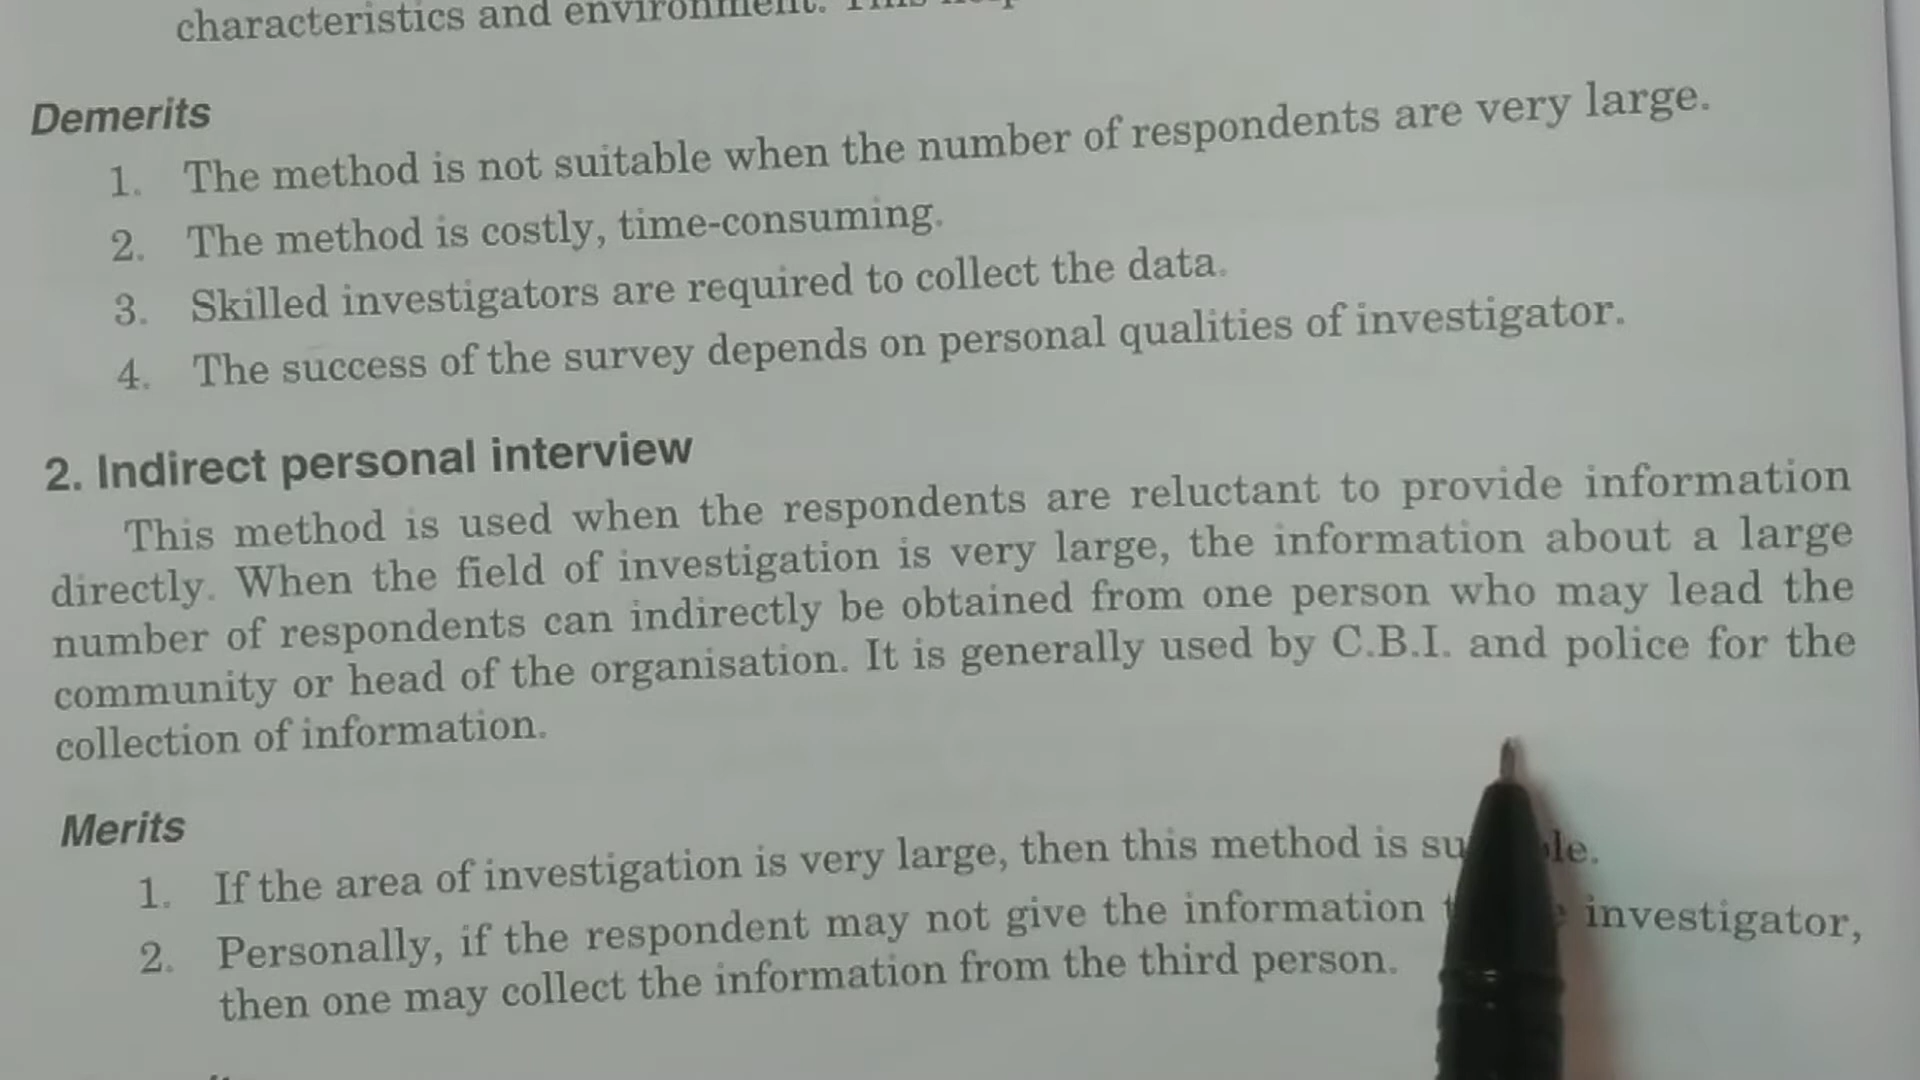 characteristics and environment. This
Demerits
1. The method is not suitable when the number of respondents are very large.
2. The method is costly, time-consuming.
3. Skilled investigators are required to collect the data.
4. The success of the survey depends on personal qualities of investigator.
2. Indirect personal interview
This method is used when the respondents are reluctant to provide information
directly. When the field of investigation is very large, the information about a large
number of respondents can indirectly be obtained from one person who may lead the
community or head of the organisation. It is generally used by C.B.I. and police for the
collection of information.
Merits
1. If the area of investigation is very large, then this method is
2. Personally, if the respondent may not give the information investigator,
then one may collect the information from the third person.